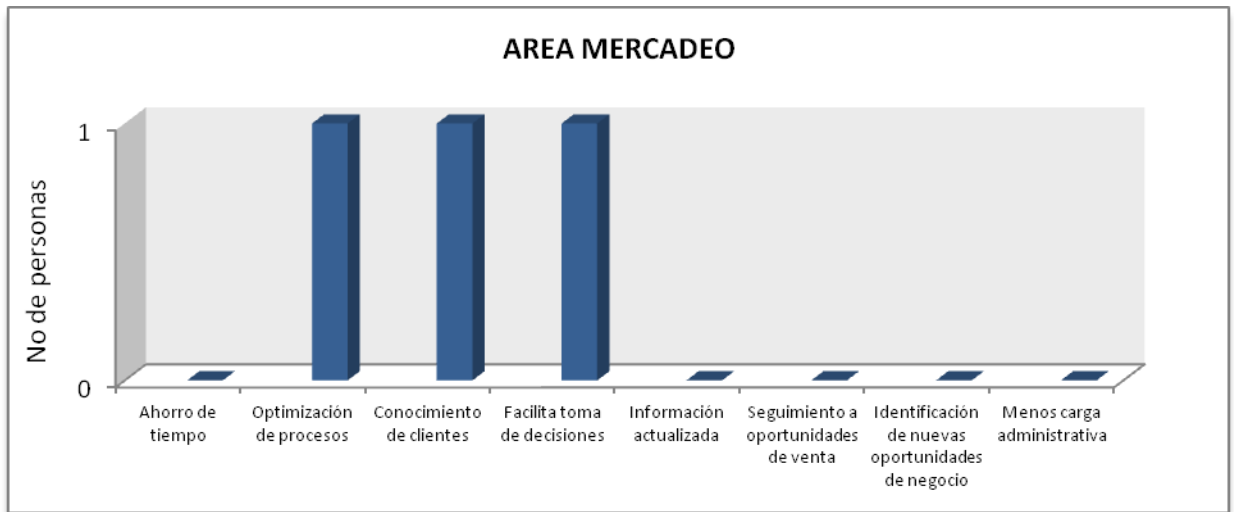 AREA MERCADEO
No de personas
1
0
Ahorro de
tiempo
Optimización
de procesos
Conocimiento
de clientes
Facilita toma
de decisiones
Información
actualizada
Seguimiento a
oportunidades
de venta
Identificación
de nuevas
oportunidades
de negocio
Menos carga
administrativa